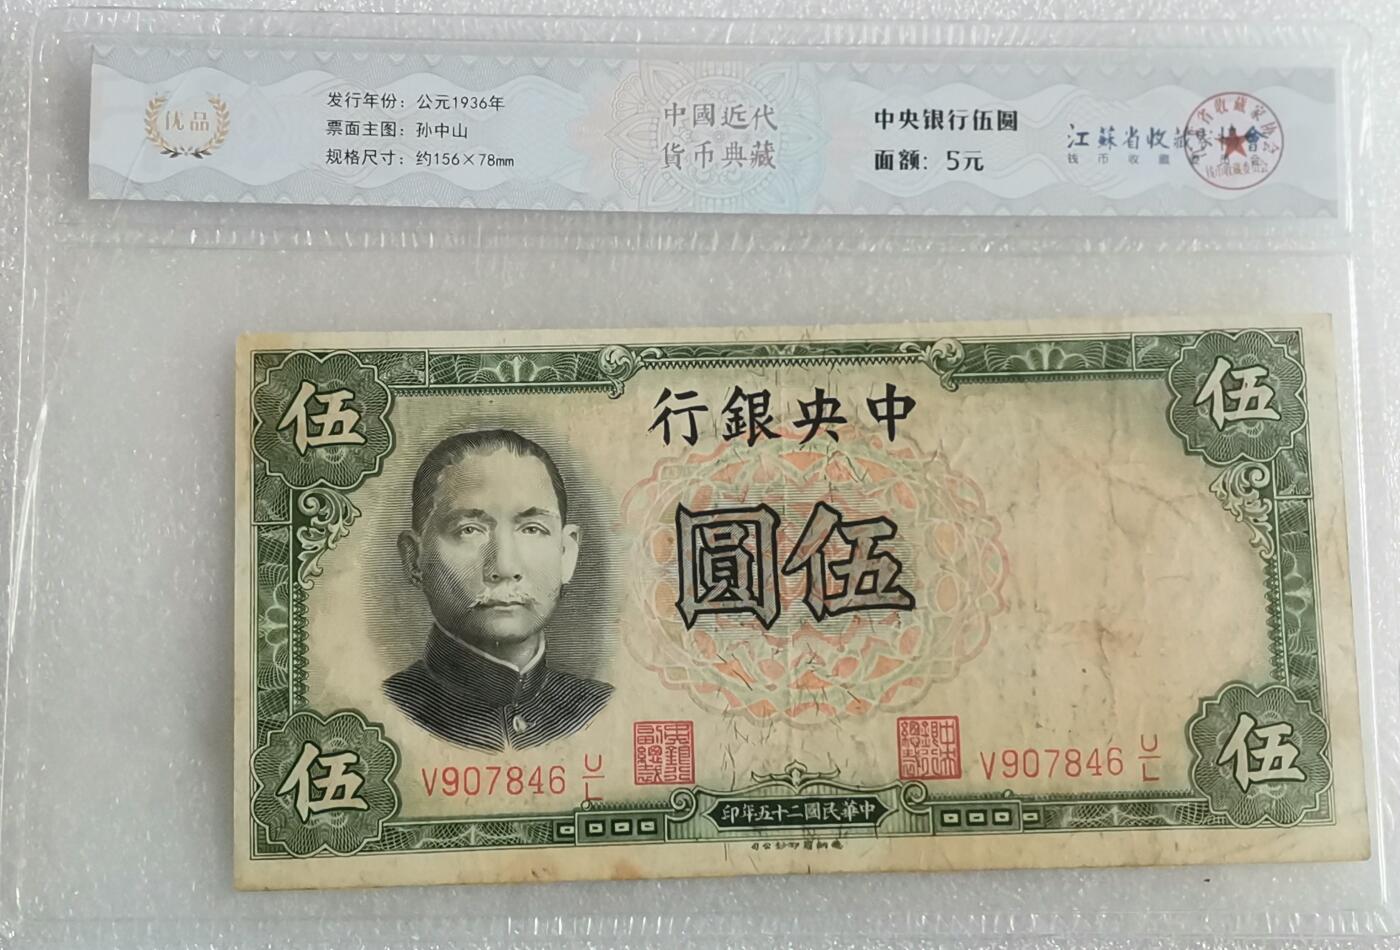 优品
发行年份：公元1936年
票面主图：孙中山
规格尺寸：约156×78mm
中國近代
貨币典藏
中央银行伍圆
面额：5元
江蘇省收藏家協會
钱币收藏委员会
伍
伍
行銀央中
圓伍
V907846 U/L
V907846 U/L
伍
伍
印年五十二國民華中